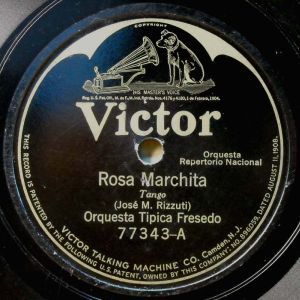 COPYRIGHT
"HIS MASTER'S VOICE"
Victor
Orquesta
Repertorio Nacional
Rosa Marchita
Tango
(José M. Rizzuti)
Orquesta Tipica Fresedo
77343-A
THIS RECORD IS PATENTED BY THE
FOLLOWING U.S. PATENT, OWNED BY THIS COMPANY: NO. 896059, DATED AUGUST 11, 1908.
VICTOR TALKING MACHINE CO. Camden, N.J.